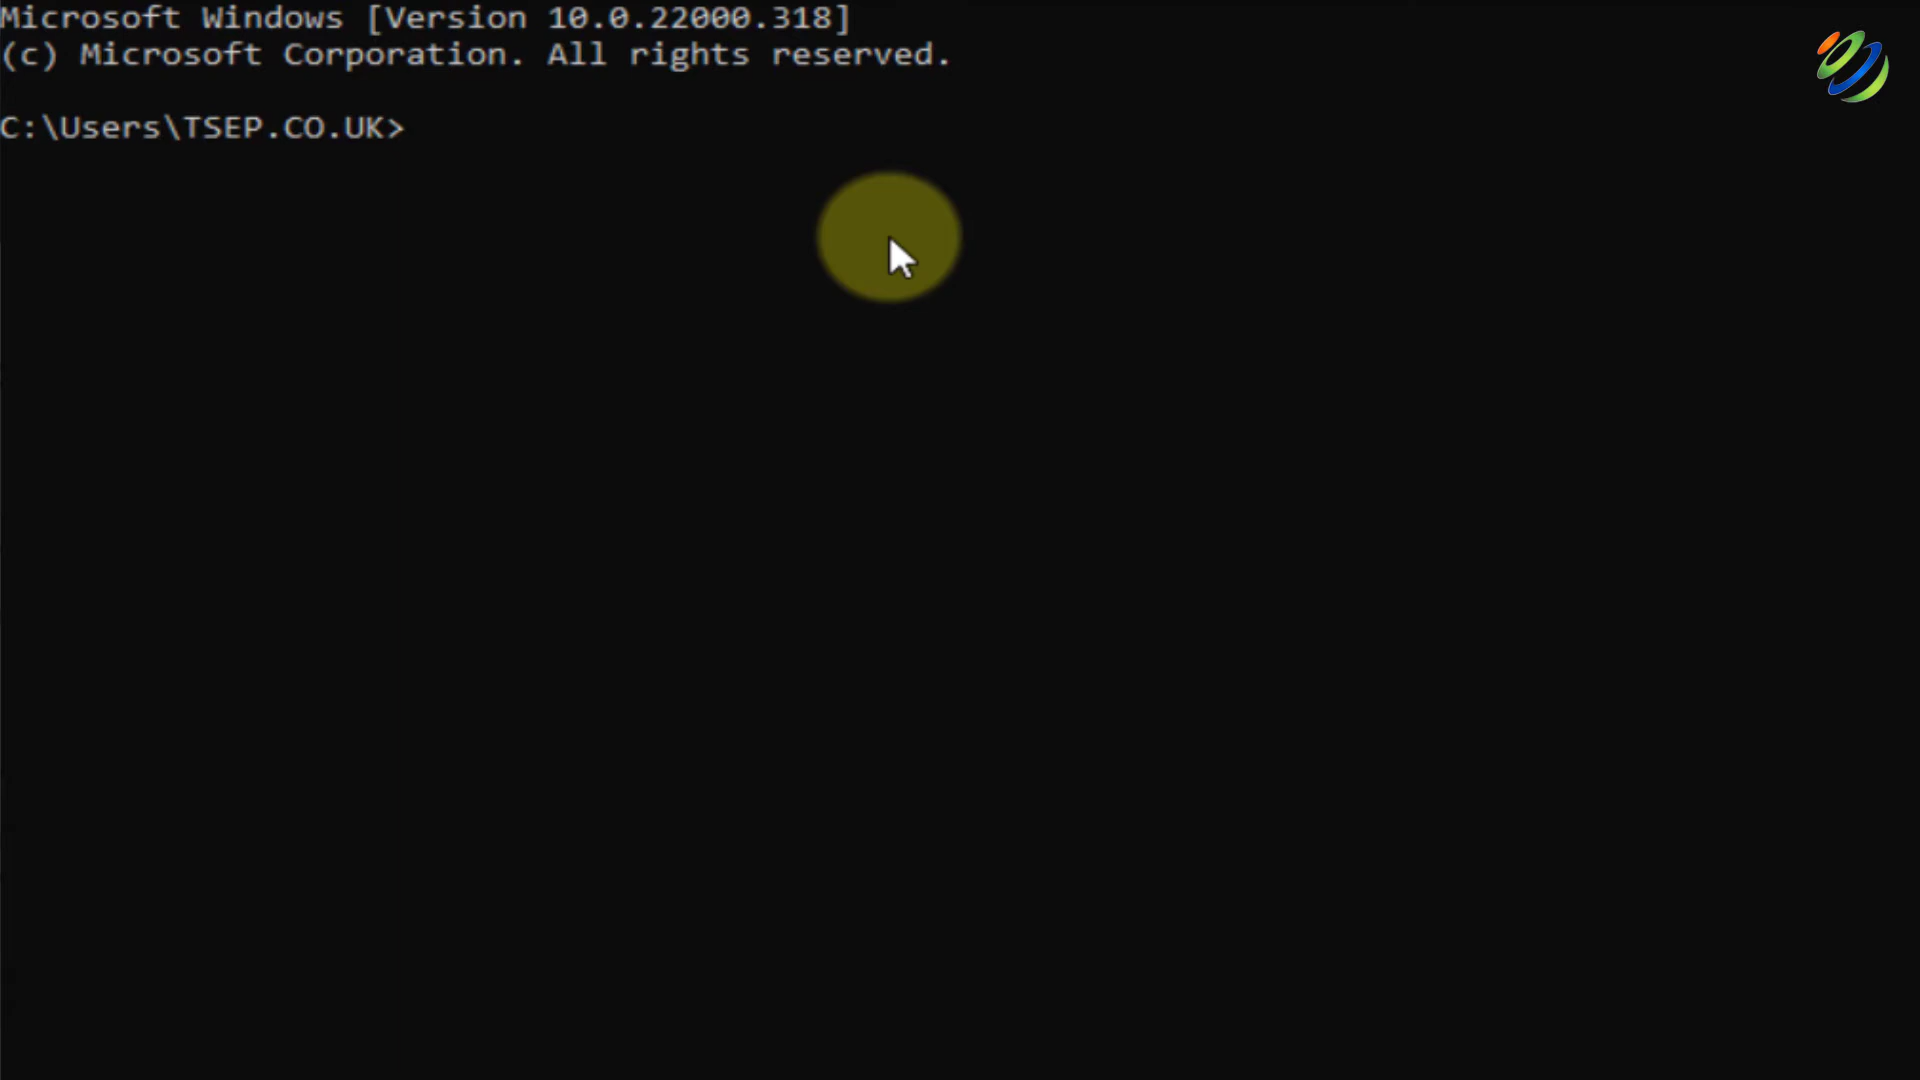 Microsoft Windows [Version 10.0.22000.318]
(c) Microsoft Corporation. All rights reserved.
C:\Users\TSEP.CO.UK>